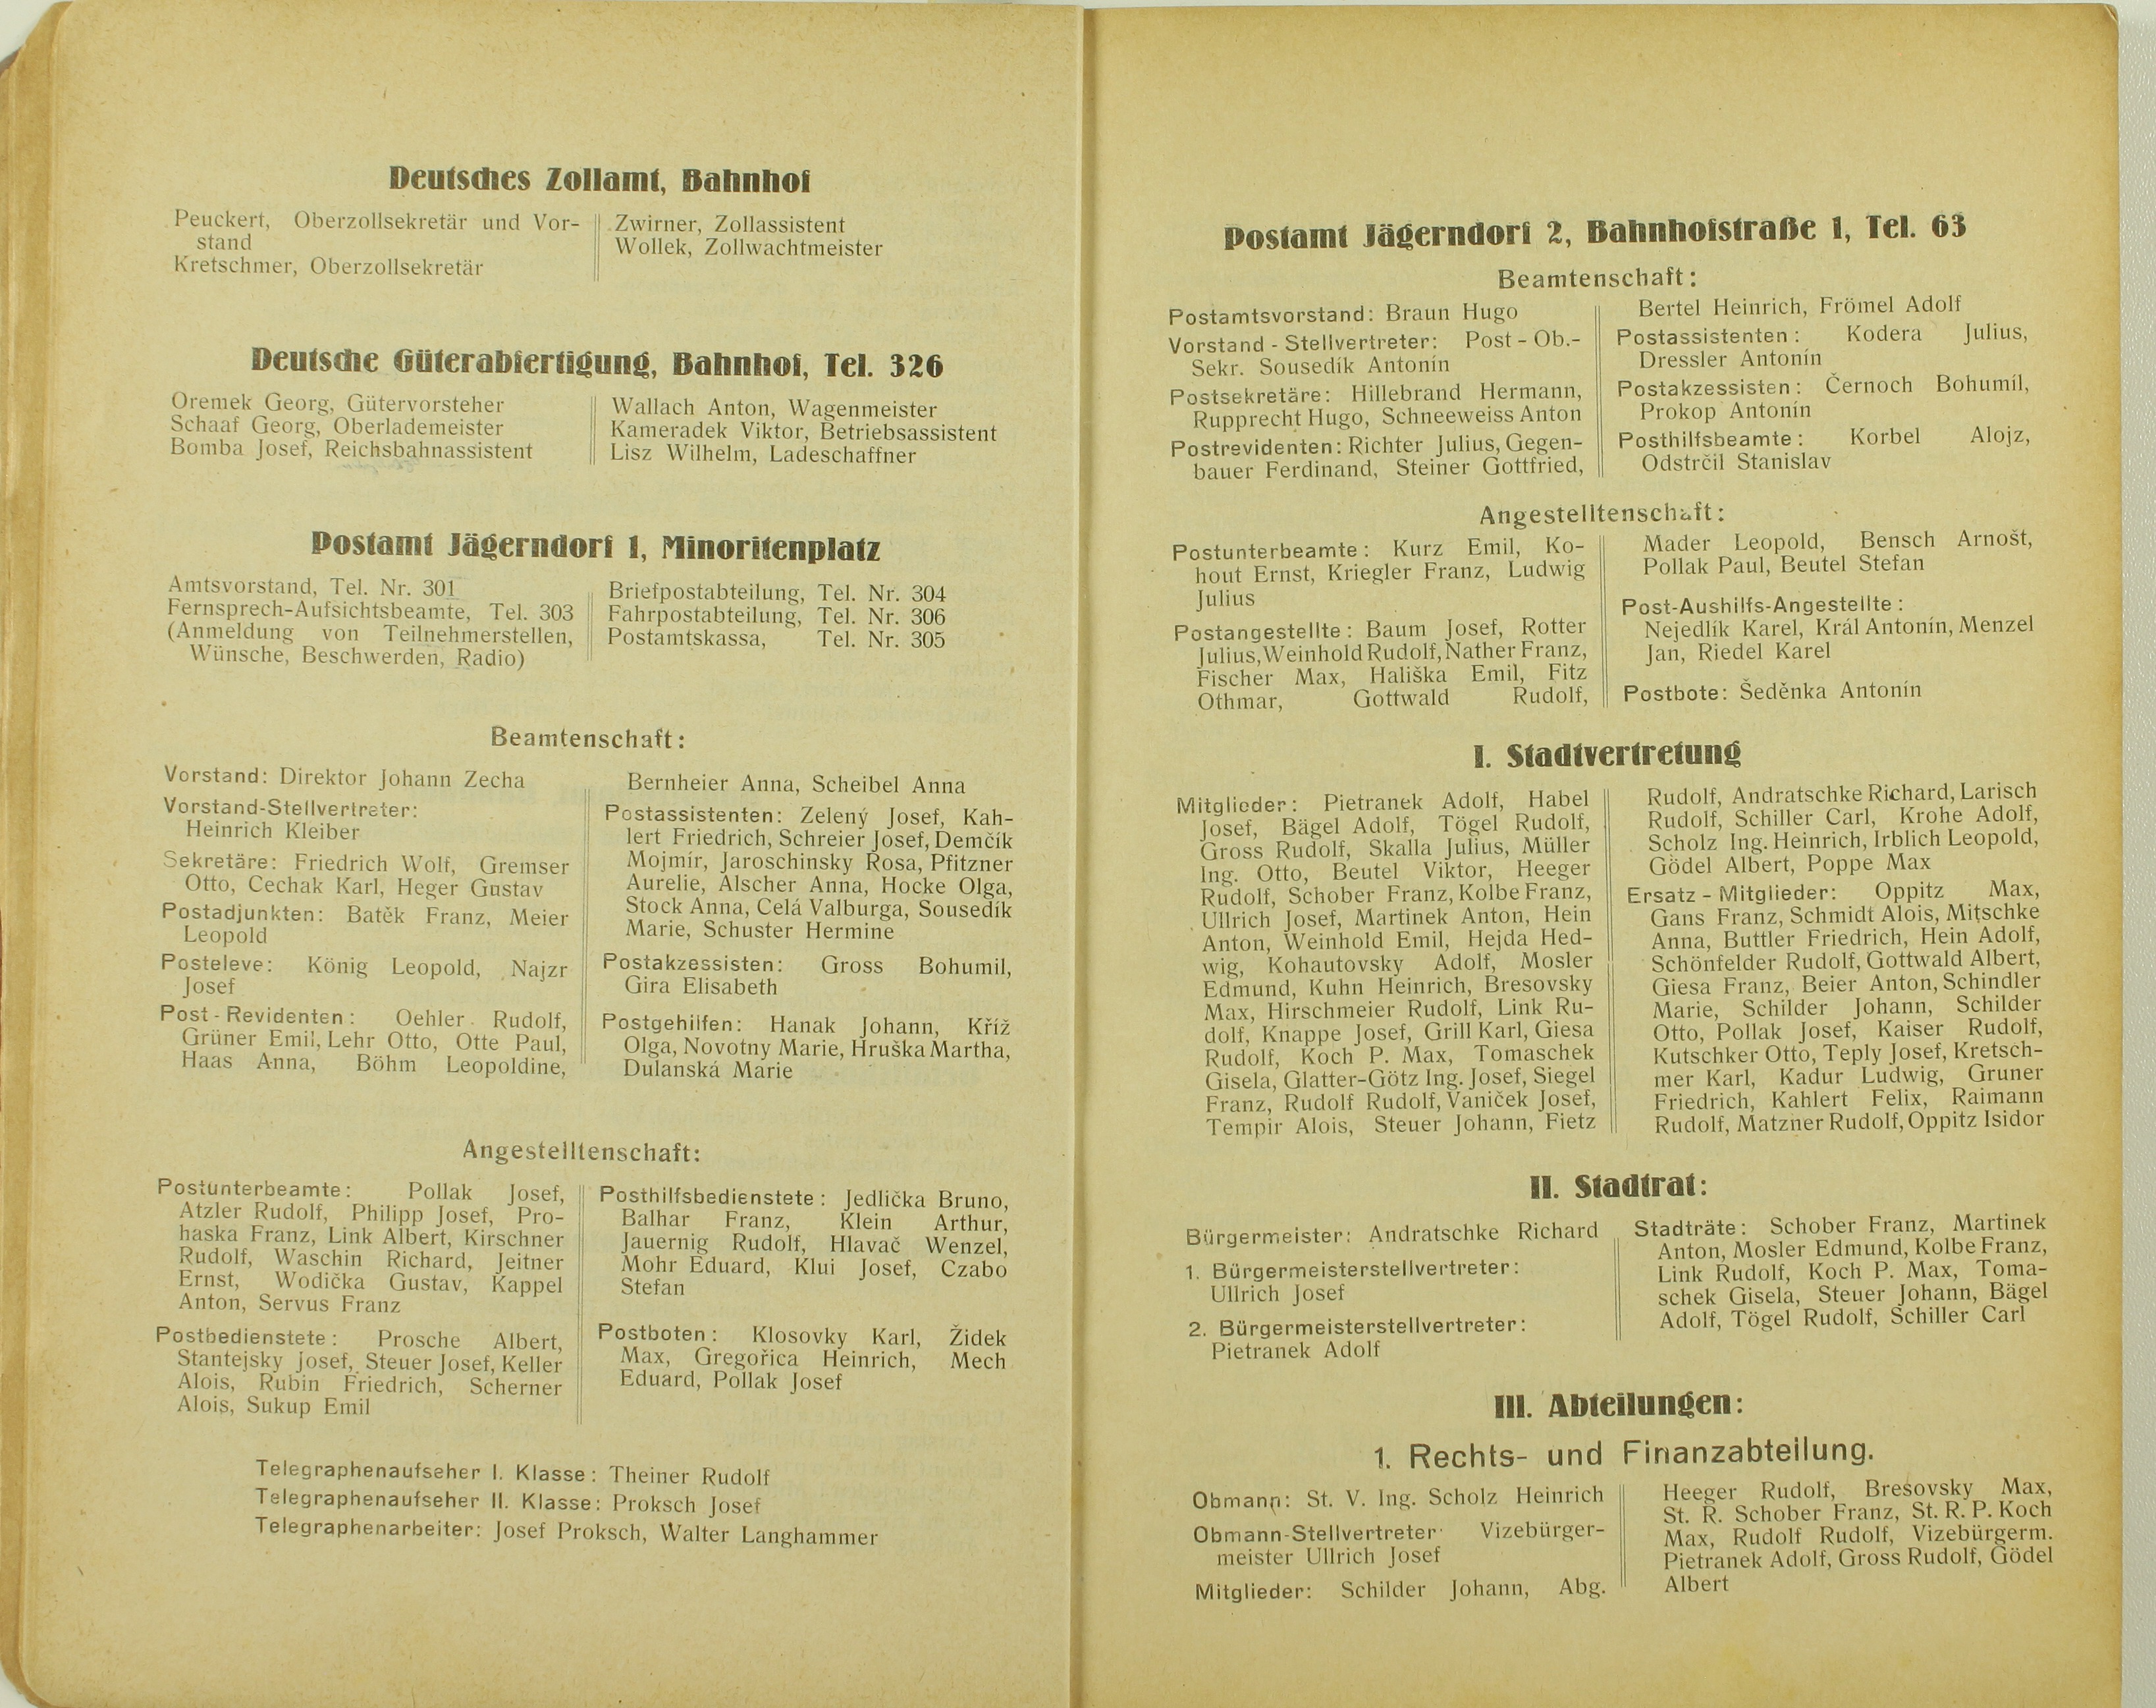 Deutsches Zollamt, Bahnhof
Peuckert, Oberzollsekretär und Vor-
stand
Kretschmer, Oberzollsekretär
Zwirner, Zollassistent
Wollek, Zollwachtmeister
Deutsche Güterabfertigung, Bahnhof, Tel. 326
Oremek Georg, Gütervorsteher
Schaaf Georg, Oberlademeister
Bomba Josef, Reichsbahnassistent
Wallach Anton, Wagenmeister
Kameradek Viktor, Betriebsassistent
Lisz Wilhelm, Ladeschaffner
Postamt Jägerndorf 1, Minoritenplatz
Amtsvorstand, Tel. Nr. 301
Fernsprech-Aufsichtsbeamte, Tel. 303
(Anmeldung von Teilnehmerstellen,
Wünsche, Beschwerden, Radio)
Briefpostabteilung, Tel. Nr. 304
Fahrpostabteilung, Tel. Nr. 306
Postamtskassa, Tel. Nr. 305
Beamtenschaft:
Vorstand: Direktor Johann Zecha
Vorstand-Stellvertreter:
Heinrich Kleiber
Sekretäre: Friedrich Wolf, Gremser
Otto, Cechak Karl, Heger Gustav
Postadjunkten: Batěk Franz, Meier
Leopold
Posteleve: König Leopold, Najzr
Josef
Post-Revidenten: Oehler Rudolf,
Grüner Emil, Lehr Otto, Otte Paul,
Haas Anna, Böhm Leopoldine,
Bernheier Anna, Scheibel Anna
Postassistenten: Zelený Josef, Kah-
lert Friedrich, Schreier Josef, Demčík
Mojmír, Jaroschinsky Rosa, Pfitzner
Aurelie, Alscher Anna, Hocke Olga,
Stock Anna, Celá Valburga, Sousedík
Marie, Schuster Hermine
Postakzessisten: Gross Bohumil,
Gira Elisabeth
Postgehilfen: Hanak Johann, Kříž
Olga, Novotny Marie, Hruška Martha,
Dulanská Marie
Angestelltenschaft:
Postunterbeamte: Pollak Josef,
Atzler Rudolf, Philipp Josef, Pro-
haska Franz, Link Albert, Kirschner
Rudolf, Waschin Richard, Jeitner
Ernst, Wodička Gustav, Kappel
Anton, Servus Franz
Postbedienstete: Prosche Albert,
Stantejsky Josef, Steuer Josef, Keller
Alois, Rubin Friedrich, Scherner
Alois, Sukup Emil
Posthilfsbedienstete: Jedlička Bruno,
Balhar Franz, Klein Arthur,
Jauernig Rudolf, Hlavač Wenzel,
Mohr Eduard, Klui Josef, Czabo
Stefan
Postboten: Klosovky Karl, Židek
Max, Gregořica Heinrich, Mech
Eduard, Pollak Josef
Telegraphenaufseher I. Klasse: Theiner Rudolf
Telegraphenaufseher II. Klasse: Proksch Josef
Telegraphenarbeiter: Josef Proksch, Walter Langhammer
Postamt Jägerndorf 2, Bahnhofstraße 1, Tel. 63
Beamtenschaft:
Postamtsvorstand: Braun Hugo
Vorstand-Stellvertreter: Post-Ob.-
Sekr. Sousedík Antonín
Postsekretäre: Hillebrand Hermann,
Rupprecht Hugo, Schneeweiss Anton
Postrevidenten: Richter Julius, Gegen-
bauer Ferdinand, Steiner Gottfried,
Bertel Heinrich, Frömel Adolf
Postassistenten: Kodera Julius,
Dressler Antonín
Postakzessisten: Černoch Bohumíl,
Prokop Antonín
Posthilfsbeamte: Korbel Alojz,
Odstrčil Stanislav
Angestelltenschaft:
Postunterbeamte: Kurz Emil, Ko-
hout Ernst, Kriegler Franz, Ludwig
Julius
Postangestellte: Baum Josef, Rotter
Julius, Weinhold Rudolf, Nather Franz,
Fischer Max, Hališka Emil, Fitz
Othmar, Gottwald Rudolf,
Mader Leopold, Bensch Arnošt,
Pollak Paul, Beutel Stefan
Post-Aushilfs-Angestellte:
Nejedlík Karel, Král Antonín, Menzel
Jan, Riedel Karel
Postbote: Šeděnka Antonín
I. Stadtvertretung
Mitglieder: Pietranek Adolf, Habel
Josef, Bägel Adolf, Tögel Rudolf,
Gross Rudolf, Skalla Julius, Müller
Ing. Otto, Beutel Viktor, Heeger
Rudolf, Schober Franz, Kolbe Franz,
Ullrich Josef, Martinek Anton, Hein
Anton, Weinhold Emil, Hejda Hed-
wig, Kohautovsky Adolf, Mosler
Edmund, Kuhn Heinrich, Bresovsky
Max, Hirschmeier Rudolf, Link Ru-
dolf, Knappe Josef, Grill Karl, Giesa
Rudolf, Koch P. Max, Tomaschek
Gisela, Glatter-Götz Ing. Josef, Siegel
Franz, Rudolf Rudolf, Vaniček Josef,
Tempir Alois, Steuer Johann, Fietz
Rudolf, Andratschke Richard, Larisch
Rudolf, Schiller Carl, Krohe Adolf,
Scholz Ing. Heinrich, Irblich Leopold,
Gödel Albert, Poppe Max
Ersatz-Mitglieder: Oppitz Max,
Gans Franz, Schmidt Alois, Mitschke
Anna, Buttler Friedrich, Hein Adolf,
Schönfelder Rudolf, Gottwald Albert,
Giesa Franz, Beier Anton, Schindler
Marie, Schilder Johann, Schilder
Otto, Pollak Josef, Kaiser Rudolf,
Kutschker Otto, Teply Josef, Kretsch-
mer Karl, Kadur Ludwig, Gruner
Friedrich, Kahlert Felix, Raimann
Rudolf, Matzner Rudolf, Oppitz Isidor
II. Stadtrat:
Bürgermeister: Andratschke Richard
1. Bürgermeisterstellvertreter:
Ullrich Josef
2. Bürgermeisterstellvertreter:
Pietranek Adolf
Stadträte: Schober Franz, Martinek
Anton, Mosler Edmund, Kolbe Franz,
Link Rudolf, Koch P. Max, Toma-
schek Gisela, Steuer Johann, Bägel
Adolf, Tögel Rudolf, Schiller Carl
III. Abteilungen:
1. Rechts- und Finanzabteilung.
Obmann: St. V. Ing. Scholz Heinrich
Obmann-Stellvertreter: Vizebürger-
meister Ullrich Josef
Mitglieder: Schilder Johann, Abg.
Heeger Rudolf, Bresovsky Max,
St. R. Schober Franz, St. R. P. Koch
Max, Rudolf Rudolf, Vizebürgerm.
Pietranek Adolf, Gross Rudolf, Gödel
Albert